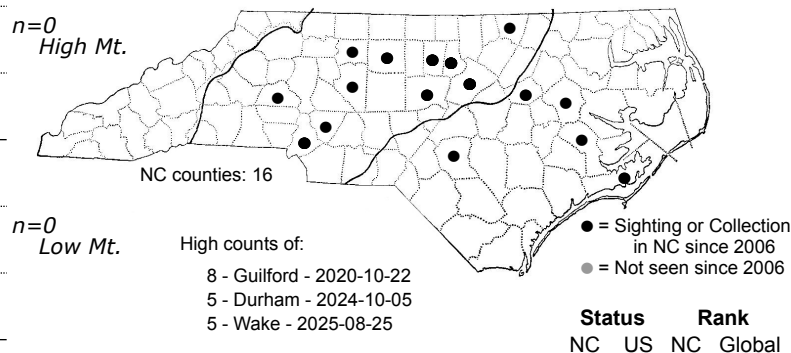 n=0
High Mt.
NC counties: 16
n=0
Low Mt.
High counts of:
8 - Guilford - 2020-10-22
5 - Durham - 2024-10-05
5 - Wake - 2025-08-25
= Sighting or Collection
in NC since 2006
= Not seen since 2006
Status Rank
NC US NC Global